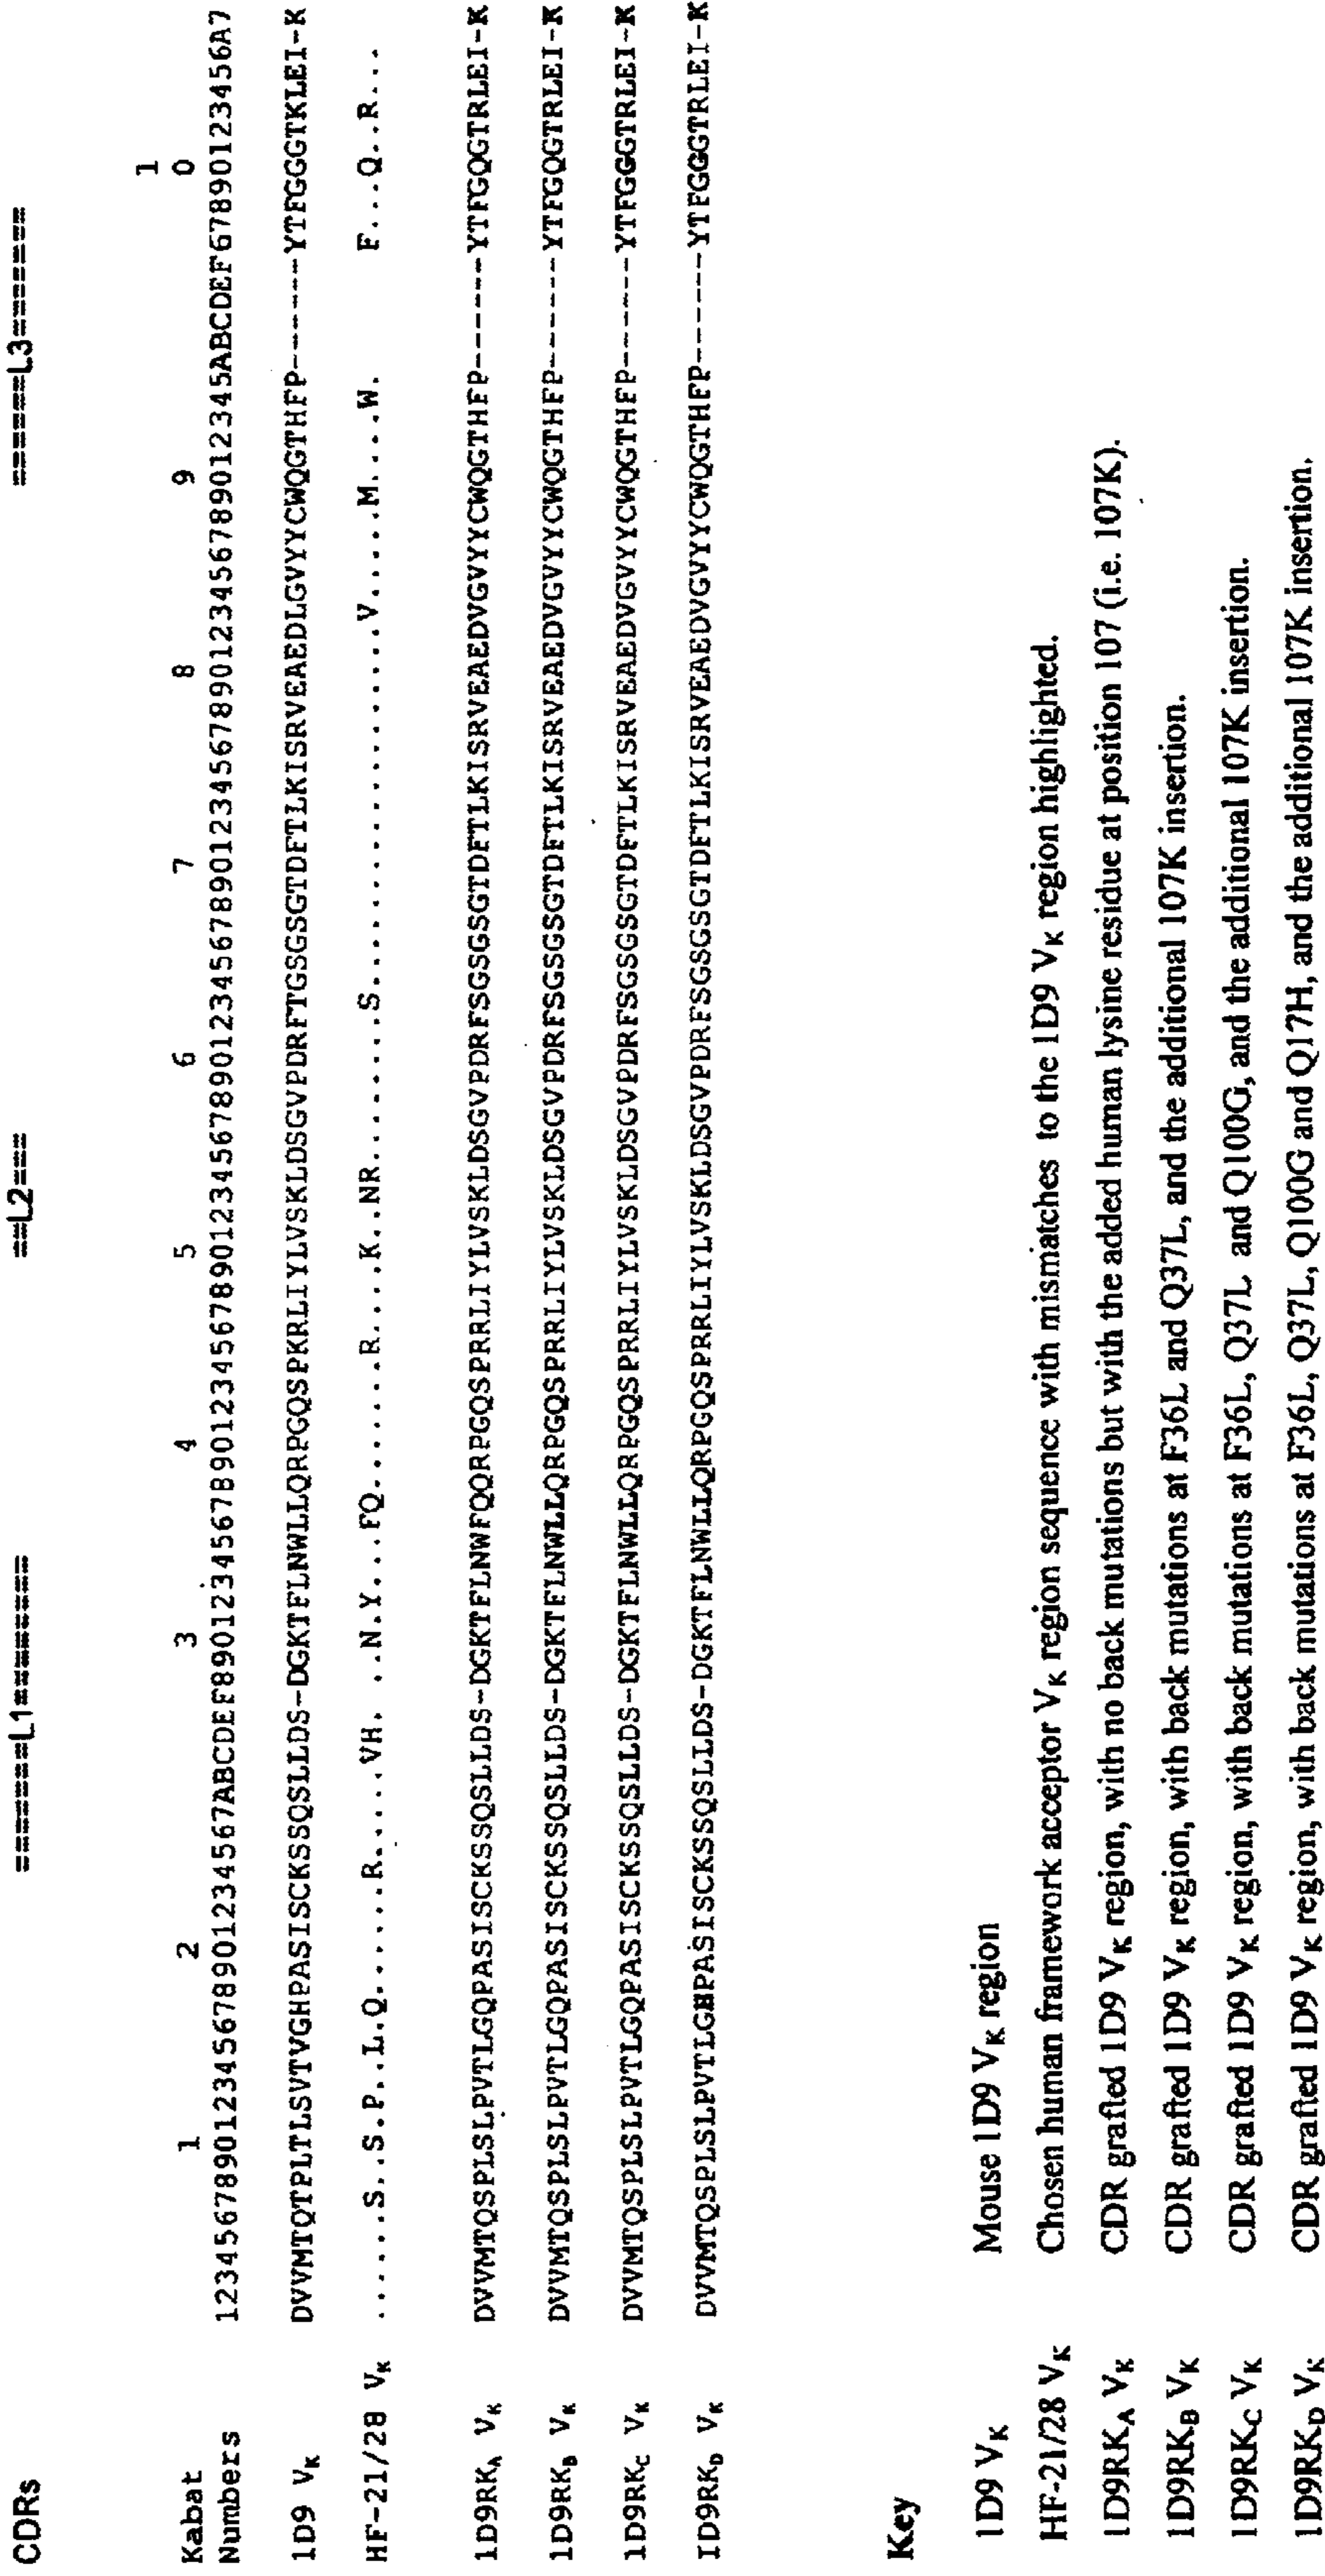 CDRs =======L1======== ==L2=== ======L3=======
1
1 2 3 4 5 6 7 8 9 0
Kabat
Numbers 123456789012345678901234567ABCDEF89012345678901234567890123456789012345678901234567890123456789012345ABCDEF67890123456A7
1D9 Vκ DVVMTQTPLTLSVTVGHPASISCKSSQSLLDS-DGKTFLNWLLQRPGQSPKRLIYLVSKLDSGVPDRFTGSGSGTDFTLKISRVEAEDLGVYYCWQGTHFP------YTFGGGTKLEI-K
HF-21/28 Vκ ......S..S.P..L.Q......R.....VH. ..N.Y...FQ.......R....K..NR........S...................V.....M....W. F...Q..R...
1D9RKA Vκ DVVMTQSPLSLPVTLGQPASISCKSSQSLLDS-DGKTFLNWFQQRPGQSPRRLIYLVSKLDSGVPDRFSGSGSGTDFTLKISRVEAEDVGVYYCWQGTHFP------YTFGQGTRLEI-K
1D9RKB Vκ DVVMTQSPLSLPVTLGQPASISCKSSQSLLDS-DGKTFLNWLLQRPGQSPRRLIYLVSKLDSGVPDRFSGSGSGTDFTLKISRVEAEDVGVYYCWQGTHFP------YTFGQGTRLEI-K
1D9RKC Vκ DVVMTQSPLSLPVTLGQPASISCKSSQSLLDS-DGKTFLNWLLQRPGQSPRRLIYLVSKLDSGVPDRFSGSGSGTDFTLKISRVEAEDVGVYYCWQGTHFP------YTFGGGTRLEI-K
1D9RKD Vκ DVVMTQSPLSLPVTLGHPASISCKSSQSLLDS-DGKTFLNWLLQRPGQSPRRLIYLVSKLDSGVPDRFSGSGSGTDFTLKISRVEAEDVGVYYCWQGTHFP------YTFGGGTRLEI-K
Key
1D9 Vκ Mouse 1D9 Vκ region
HF-21/28 Vκ Chosen human framework acceptor Vκ region sequence with mismatches to the 1D9 Vκ region highlighted.
1D9RKA Vκ CDR grafted 1D9 Vκ region, with no back mutations but with the added human lysine residue at position 107 (i.e. 107K).
1D9RKB Vκ CDR grafted 1D9 Vκ region, with back mutations at F36L and Q37L, and the additional 107K insertion.
1D9RKC Vκ CDR grafted 1D9 Vκ region, with back mutations at F36L, Q37L and Q100G, and the additional 107K insertion.
1D9RKD Vκ CDR grafted 1D9 Vκ region, with back mutations at F36L, Q37L, Q100G and Q17H, and the additional 107K insertion.